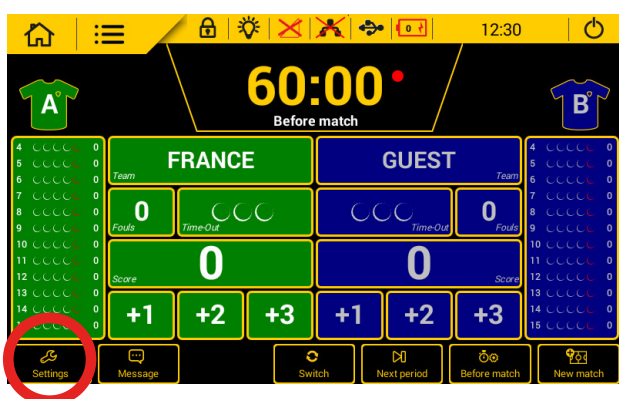 0
12:30
60:00
Before match
A
B
FRANCE
Team
GUEST
Team
4 0
5 0
6 0
7 0
8 0
9 0
10 0
11 0
12 0
13 0
14 0
0
0
Fouls
Time-Out
Time-Out
0
Fouls
0
Score
0
Score
+1
+2
+3
+1
+2
+3
4 0
5 0
6 0
7 0
8 0
9 0
10 0
11 0
12 0
13 0
14 0
15 0
Settings
Message
Switch
Next period
Before match
New match